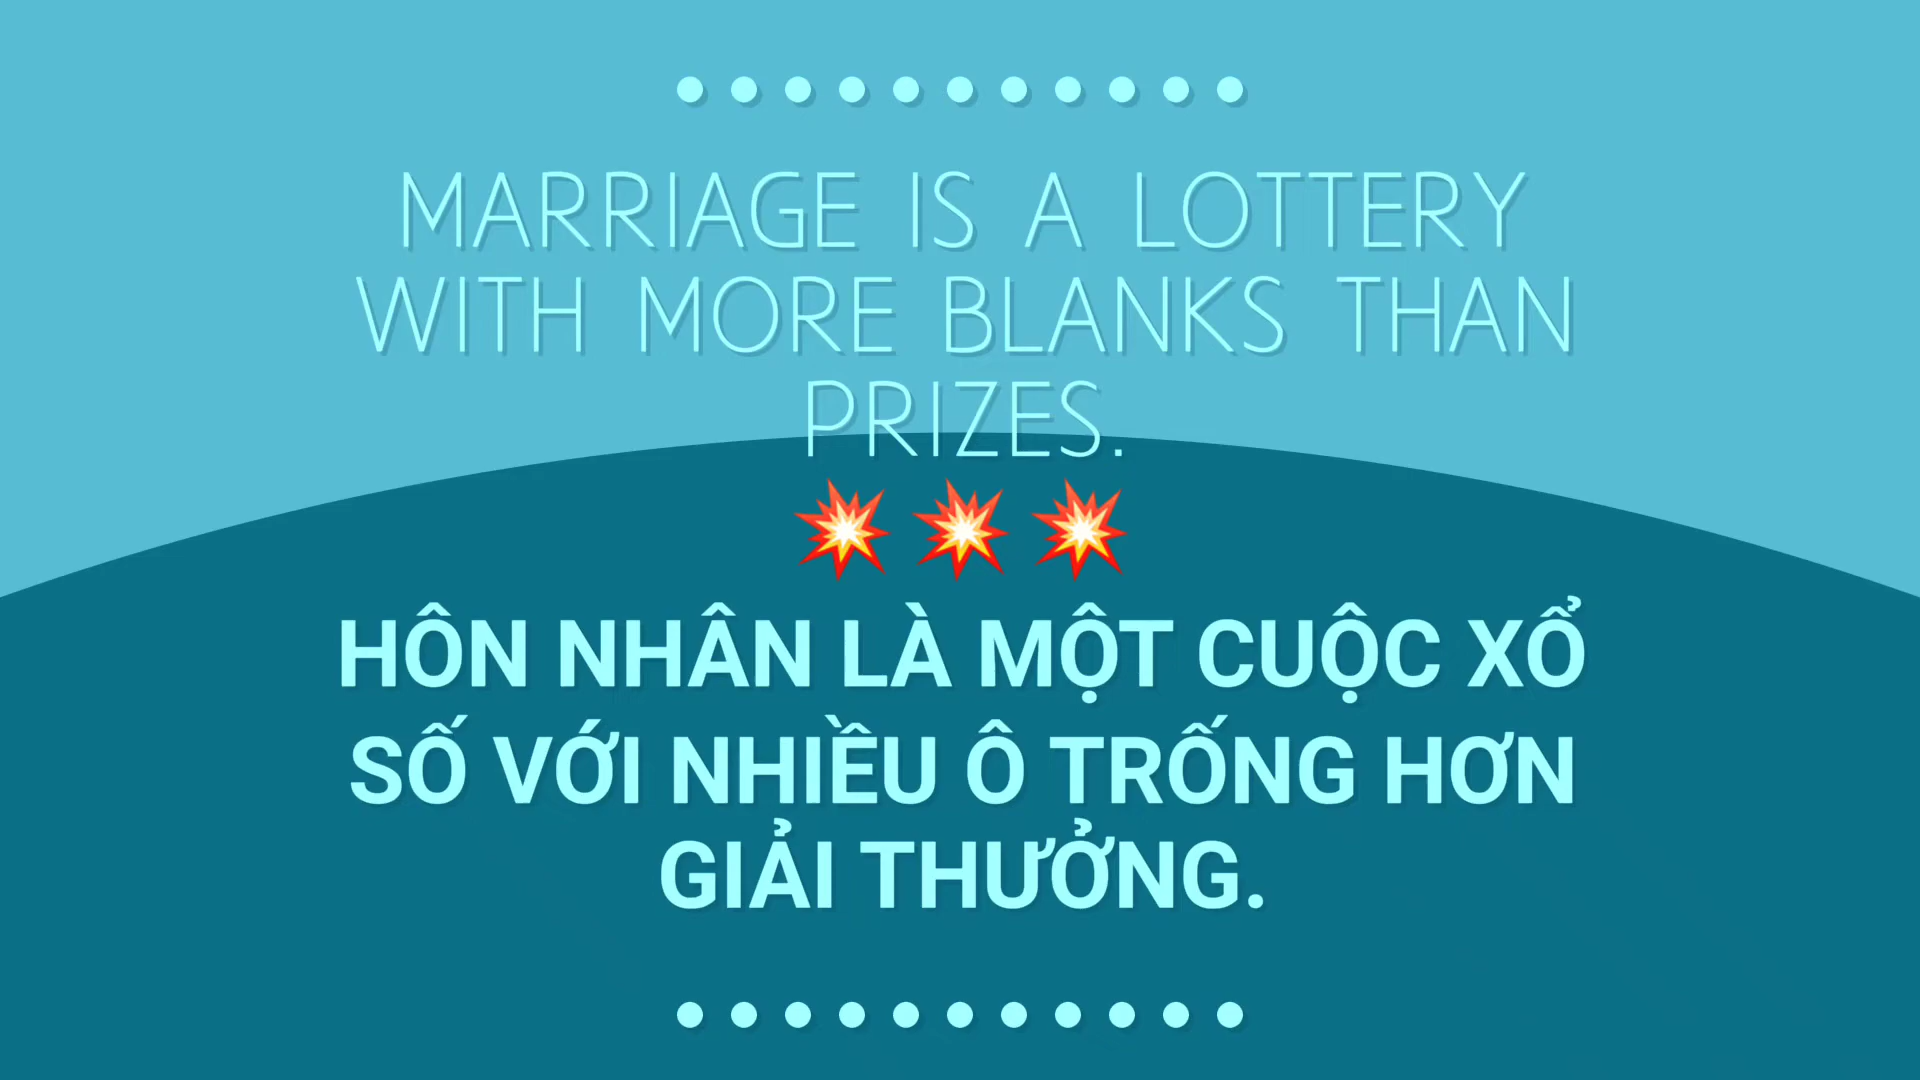 MARRIAGE IS A LOTTERY
WITH MORE BLANKS THAN
PRIZES.
💥 💥 💥
HÔN NHÂN LÀ MỘT CUỘC XỔ
SỐ VỚI NHIỀU Ô TRỐNG HƠN
GIẢI THƯỞNG.